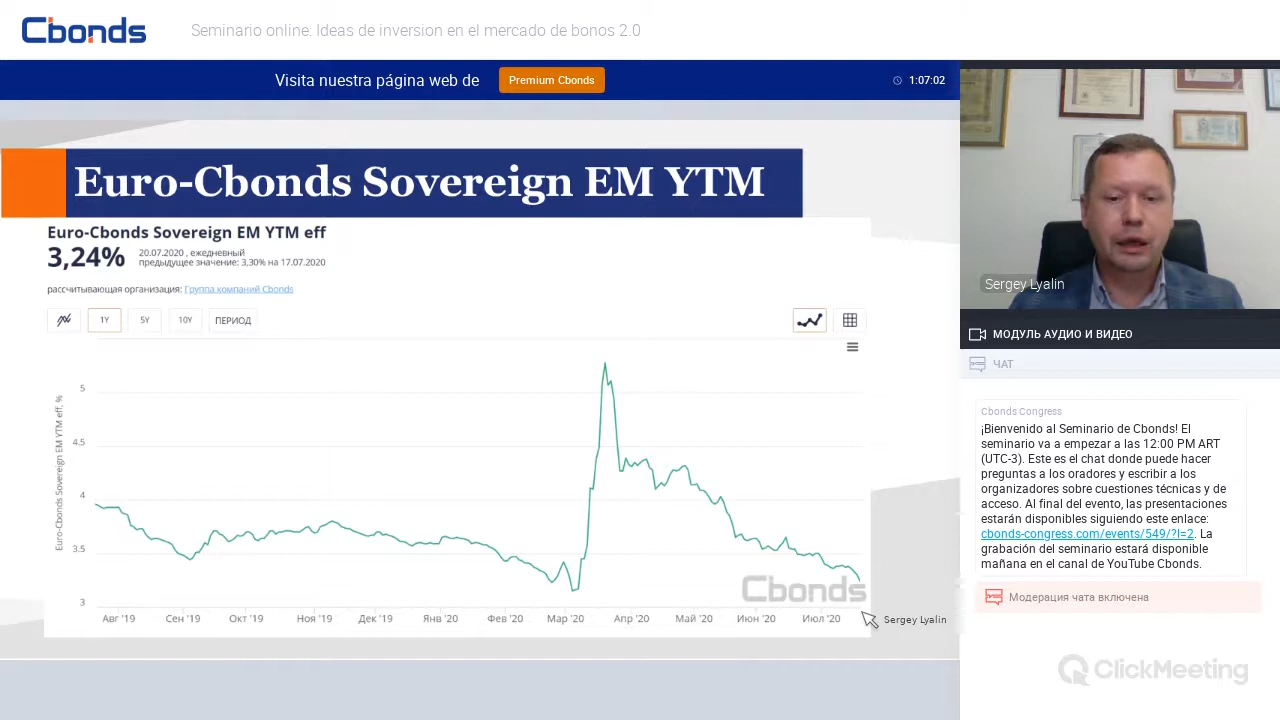 Cbonds
Seminario online: Ideas de inversion en el mercado de bonos 2.0
Visita nuestra página web de
Premium Cbonds
1:07:02
Euro-Cbonds Sovereign EM YTM
Euro-Cbonds Sovereign EM YTM eff
3,24%
20.07.2020 , ежедневный
предыдущее значение: 3,30% на 17.07.2020
рассчитывающая организация: Группа компаний Cbonds
1Y
5Y
10Y
ПЕРИОД
Euro-Cbonds Sovereign EM YTM eff, %
5
4.5
4
3.5
3
Авг '19
Сен '19
Окт '19
Ноя '19
Дек '19
Янв '20
Фев '20
Мар '20
Апр '20
Май '20
Июн '20
Июл '20
Cbonds
Sergey Lyalin
Sergey Lyalin
МОДУЛЬ АУДИО И ВИДЕО
ЧАТ
Cbonds Congress
¡Bienvenido al Seminario de Cbonds! El
seminario va a empezar a las 12:00 PM ART
(UTC-3). Este es el chat donde puede hacer
preguntas a los oradores y escribir a los
organizadores sobre cuestiones técnicas y de
acceso. Al final del evento, las presentaciones
estarán disponibles siguiendo este enlace:
cbonds-congress.com/events/549/?l=2. La
grabación del seminario estará disponible
mañana en el canal de YouTube Cbonds.
Модерация чата включена
ClickMeeting